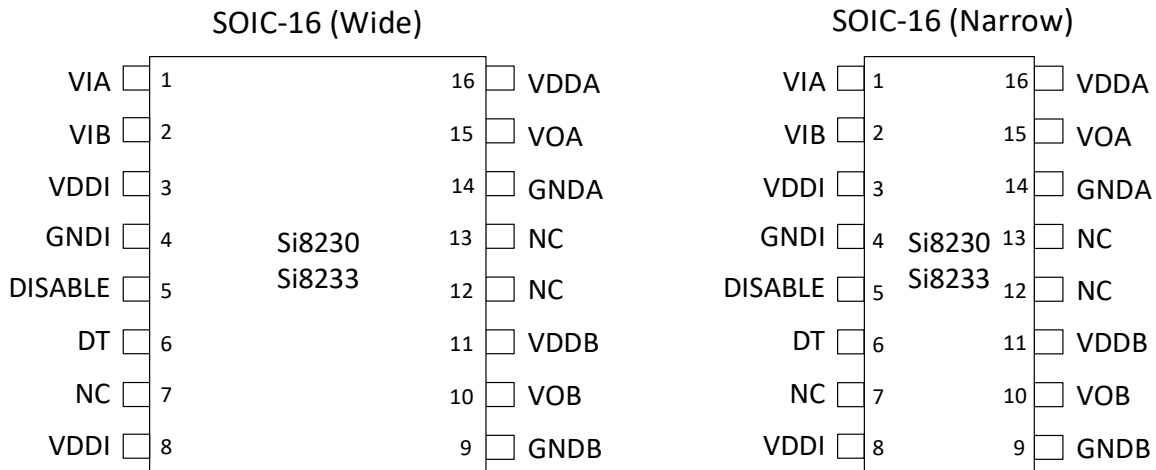 SOIC-16 (Wide)
VIA 1 16 VDDA
VIB 2 15 VOA
VDDI 3 14 GNDA
GNDI 4 13 NC
DISABLE 5 12 NC
DT 6 11 VDDB
NC 7 10 VOB
VDDI 8 9 GNDB
Si8230
Si8233
SOIC-16 (Narrow)
VIA 1 16 VDDA
VIB 2 15 VOA
VDDI 3 14 GNDA
GNDI 4 13 NC
DISABLE 5 12 NC
DT 6 11 VDDB
NC 7 10 VOB
VDDI 8 9 GNDB
Si8230
Si8233